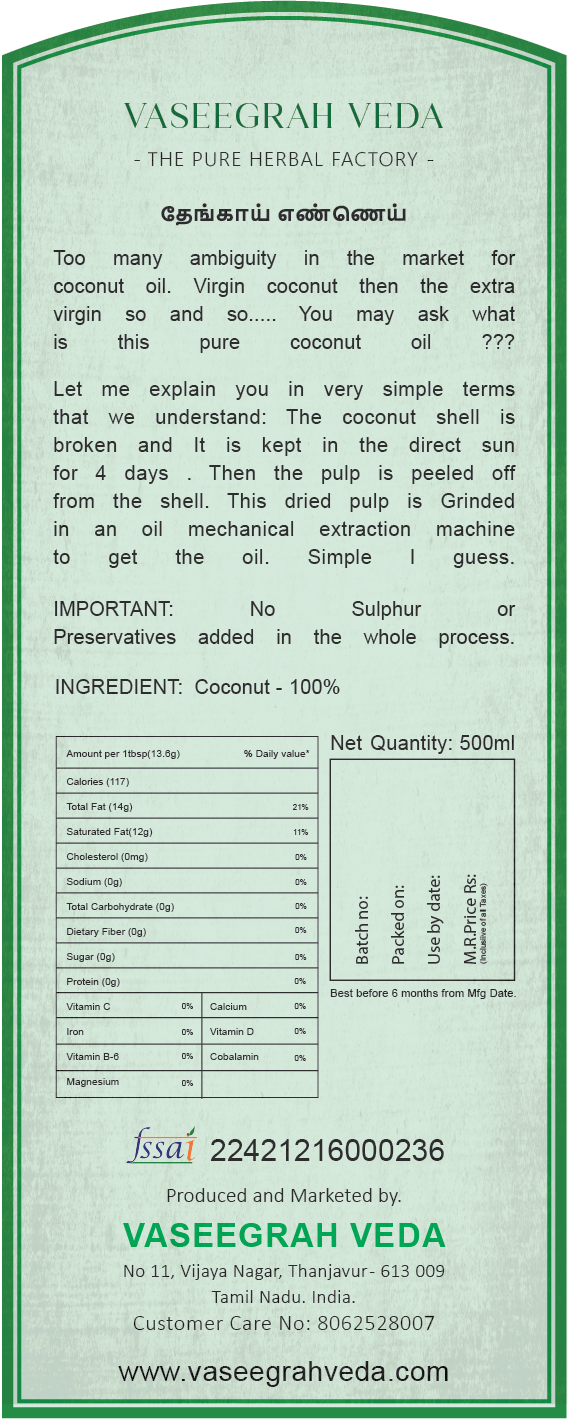 VASEEGRAH VEDA
- THE PURE HERBAL FACTORY -
தேங்காய் எண்ணெய்
Too many ambiguity in the market for
coconut oil. Virgin coconut then the extra
virgin so and so..... You may ask what
is this pure coconut oil ???
Let me explain you in very simple terms
that we understand: The coconut shell is
broken and It is kept in the direct sun
for 4 days . Then the pulp is peeled off
from the shell. This dried pulp is Grinded
in an oil mechanical extraction machine
to get the oil. Simple I guess.
IMPORTANT: No Sulphur or
Preservatives added in the whole process.
INGREDIENT: Coconut - 100%
Amount per 1tbsp(13.6g) % Daily value*
Calories (117)
Total Fat (14g) 21%
Saturated Fat(12g) 11%
Cholesterol (0mg) 0%
Sodium (0g) 0%
Total Carbohydrate (0g) 0%
Dietary Fiber (0g) 0%
Sugar (0g) 0%
Protein (0g) 0%
Vitamin C 0% Calcium 0%
Iron 0% Vitamin D 0%
Vitamin B-6 0% Cobalamin 0%
Magnesium 0%
Net Quantity: 500ml
Batch no:
Packed on:
Use by date:
M.R.Price Rs:
(Inclusive of all Taxes)
Best before 6 months from Mfg Date.
fssai 22421216000236
Produced and Marketed by.
VASEEGRAH VEDA
No 11, Vijaya Nagar, Thanjavur- 613 009
Tamil Nadu. India.
Customer Care No: 8062528007
www.vaseegrahveda.com